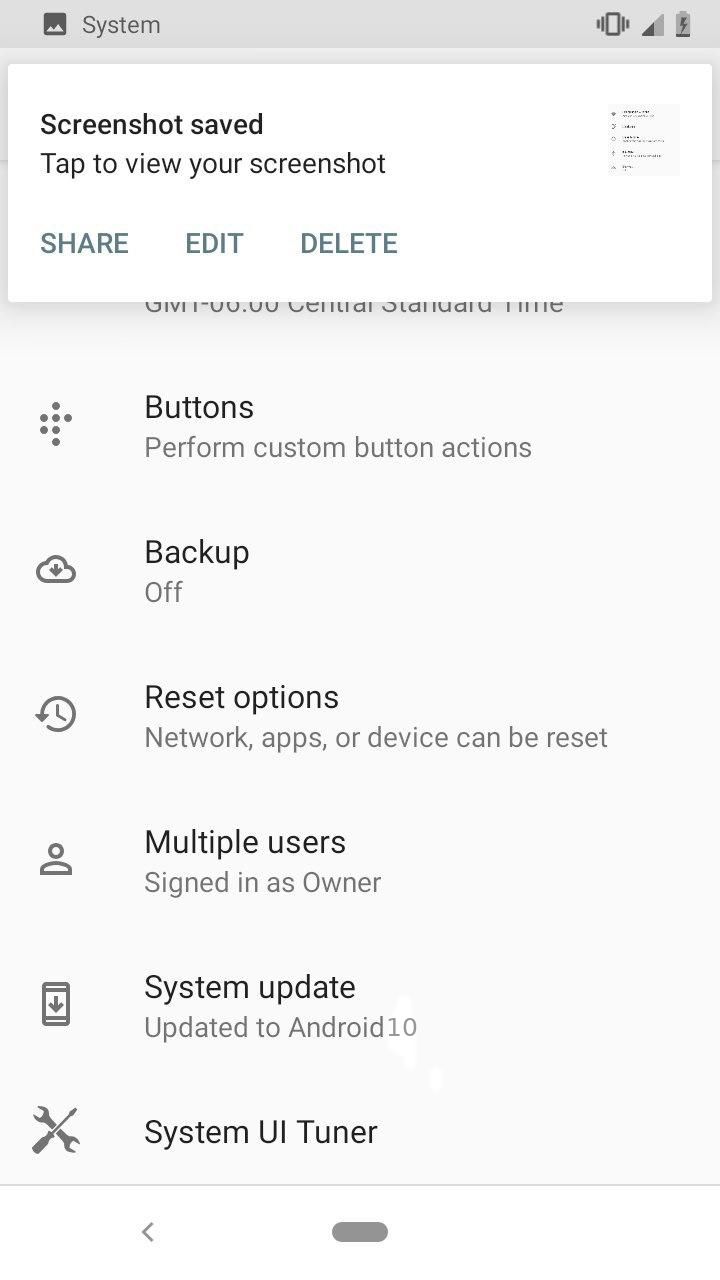 System
Screenshot saved
Tap to view your screenshot
SHARE EDIT DELETE
GMT-06:00 Central Standard Time
Buttons
Perform custom button actions
Backup
Off
Reset options
Network, apps, or device can be reset
Multiple users
Signed in as Owner
System update
Updated to Android10
System UI Tuner